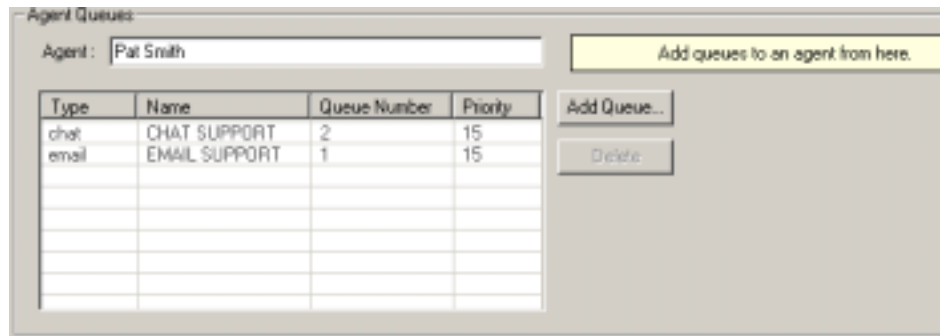 Agent Queues
Agent: Pat Smith
Add queues to an agent from here.
Type Name Queue Number Priority
Add Queue...
chat CHAT SUPPORT 2 15
email EMAIL SUPPORT 1 15
Delete